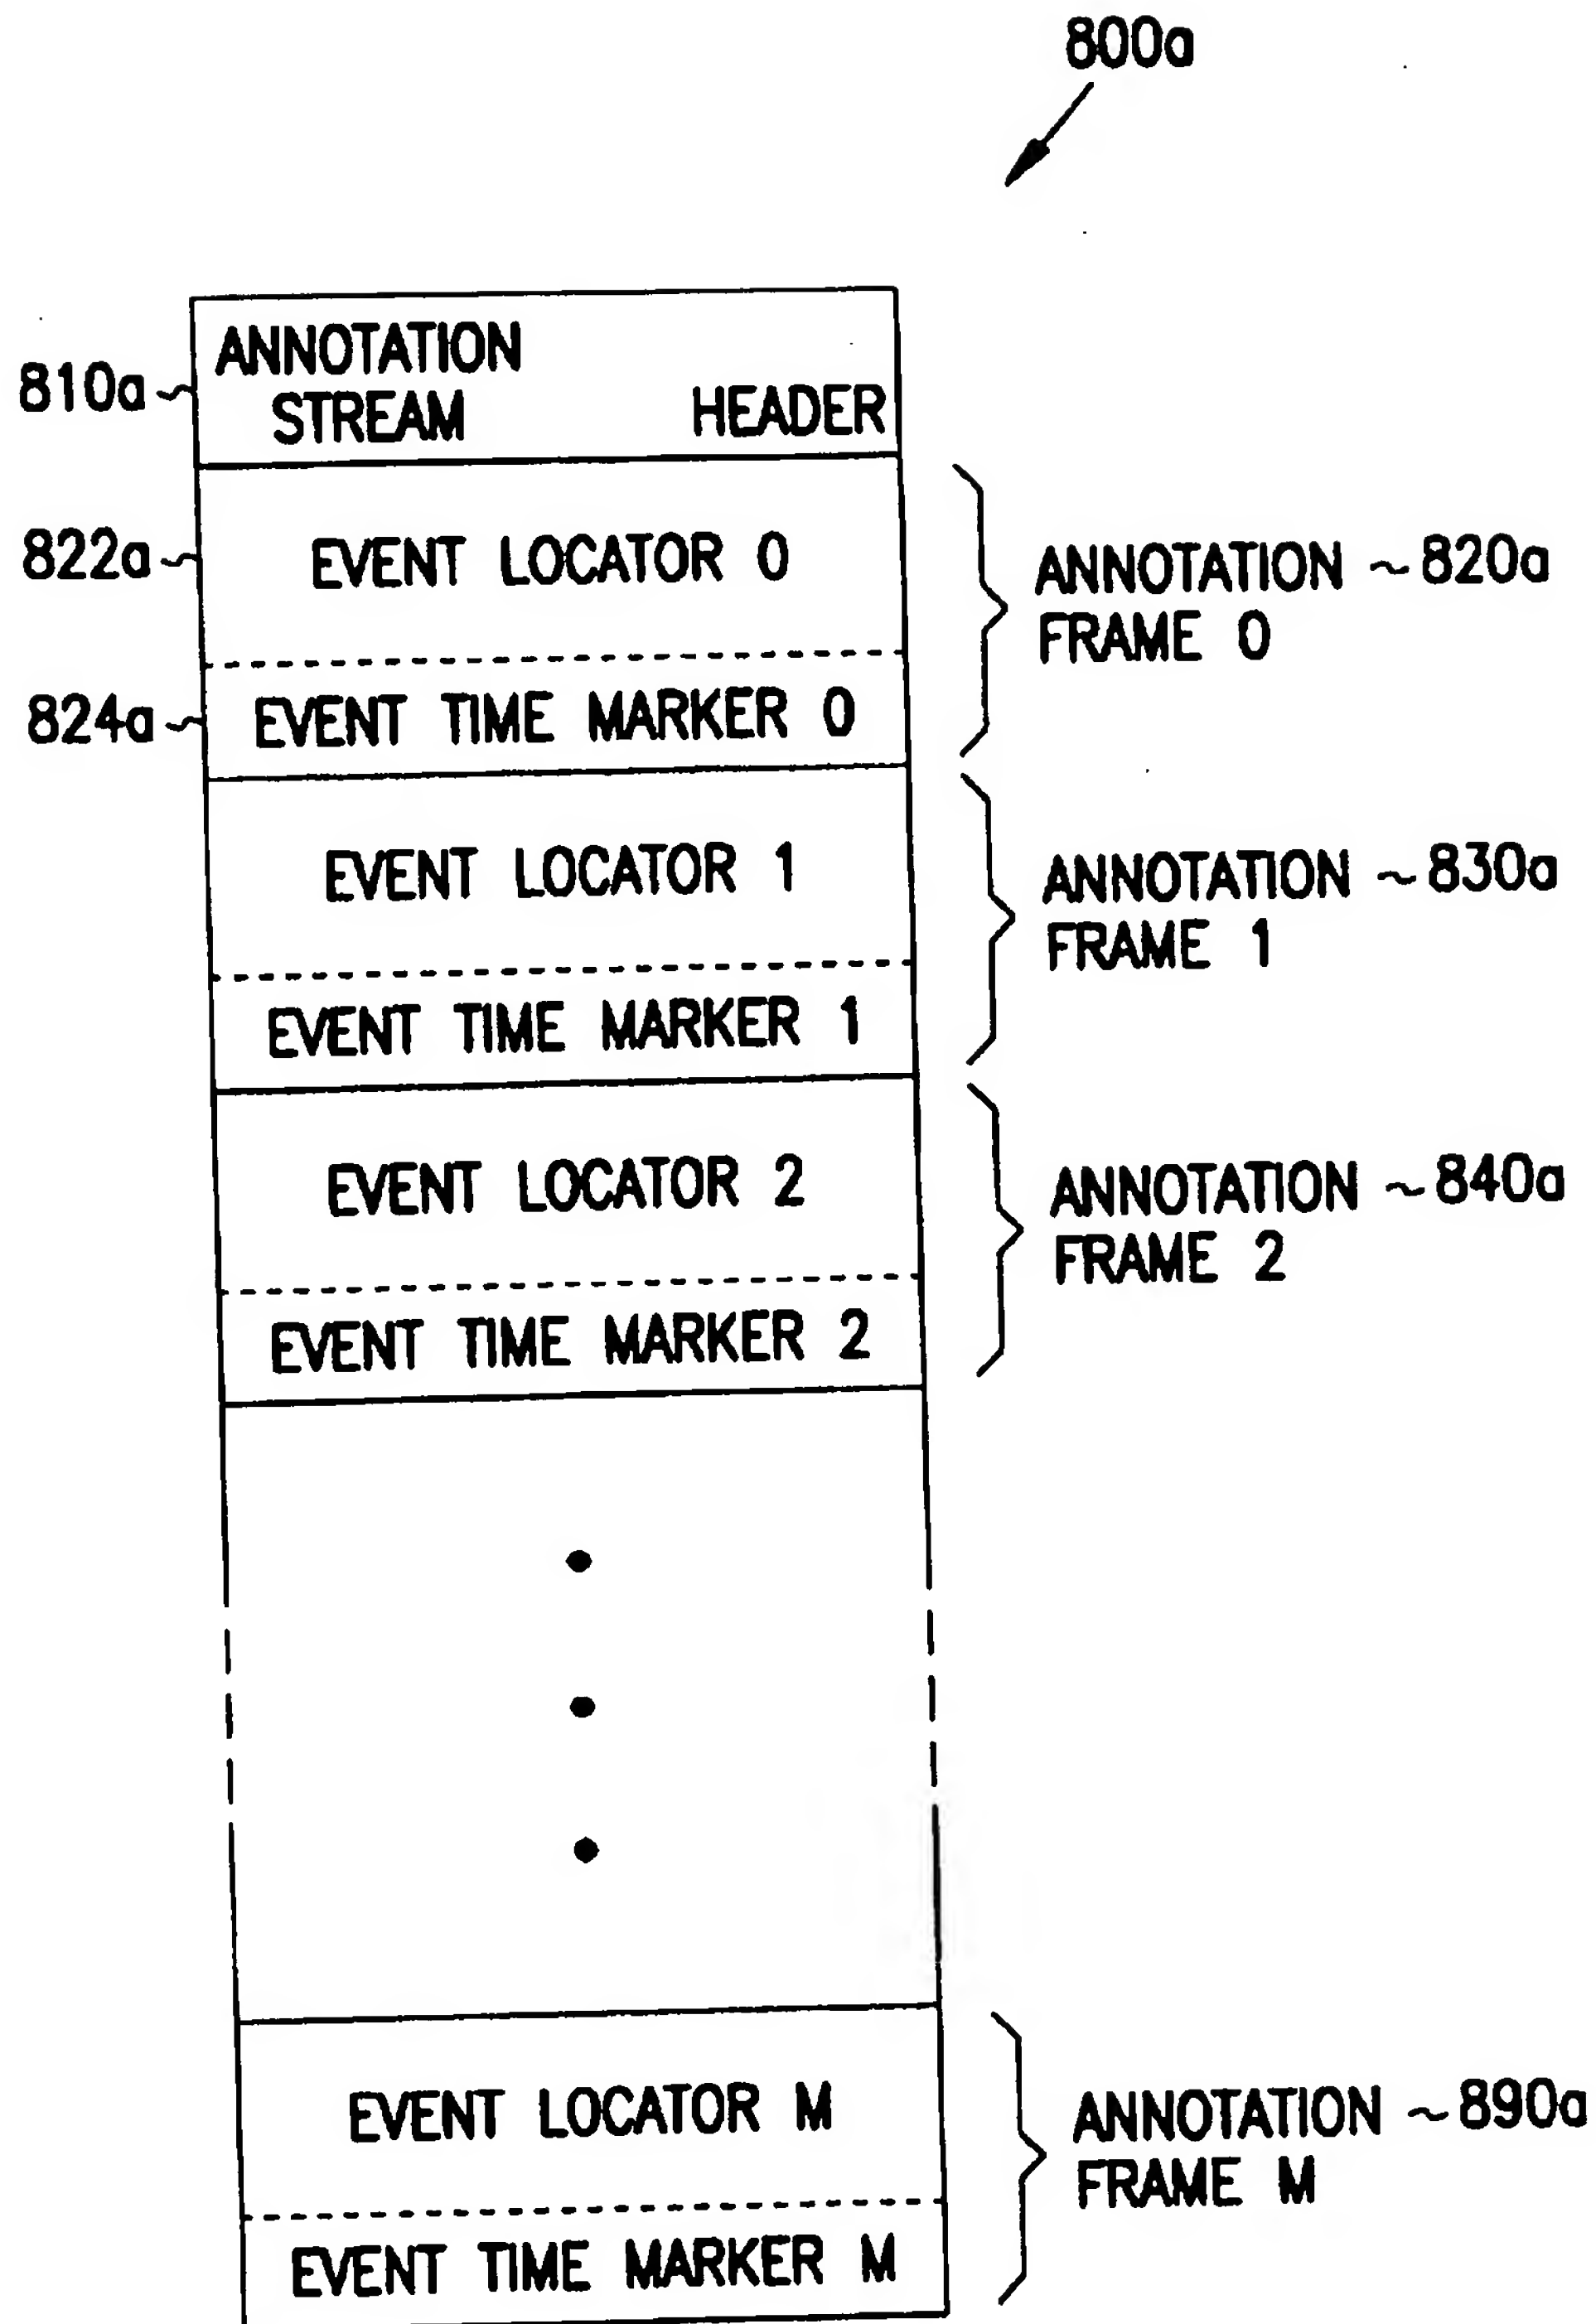 800a
ANNOTATION
810a
STREAM HEADER
822a
EVENT LOCATOR 0
ANNOTATION ~820a
FRAME 0
824a
EVENT TIME MARKER 0
EVENT LOCATOR 1
ANNOTATION ~830a
FRAME 1
EVENT TIME MARKER 1
EVENT LOCATOR 2
ANNOTATION ~840a
FRAME 2
EVENT TIME MARKER 2
EVENT LOCATOR M
ANNOTATION ~890a
FRAME M
EVENT TIME MARKER M